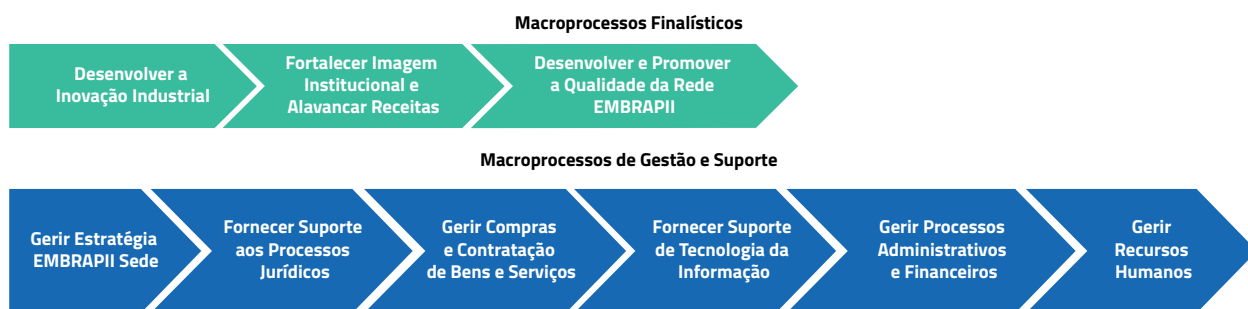 Macroprocessos Finalísticos
Desenvolver a
Inovação Industrial
Fortalecer Imagem
Institucional e
Alavancar Receitas
Desenvolver e Promover
a Qualidade da Rede
EMBRAPII
Macroprocessos de Gestão e Suporte
Gerir Estratégia
EMBRAPII Sede
Fornecer Suporte
aos Processos
Jurídicos
Gerir Compras
e Contratação
de Bens e Serviços
Fornecer Suporte
de Tecnologia da
Informação
Gerir Processos
Administrativos
e Financeiros
Gerir
Recursos
Humanos